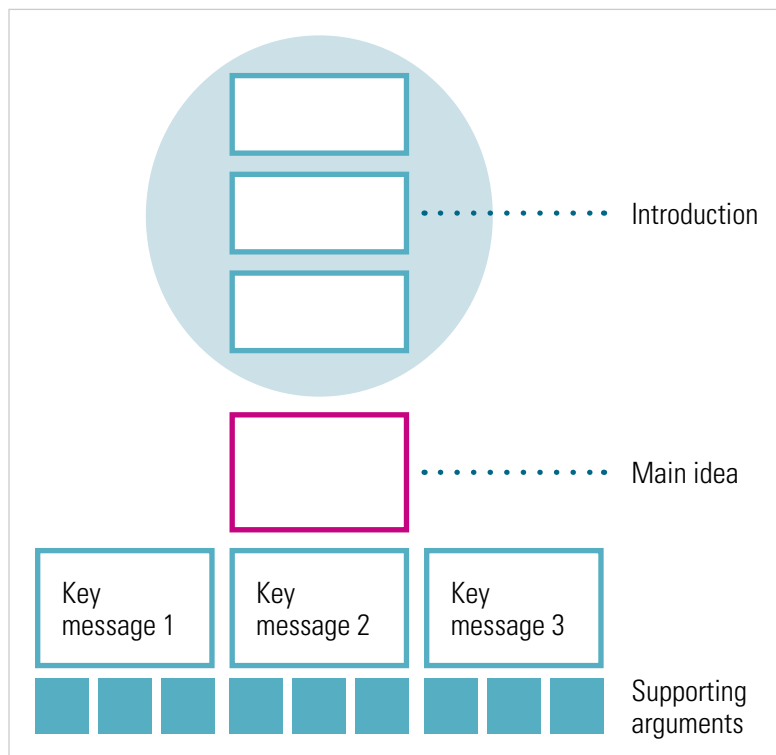 Introduction
Main idea
Key
message 1
Key
message 2
Key
message 3
Supporting
arguments